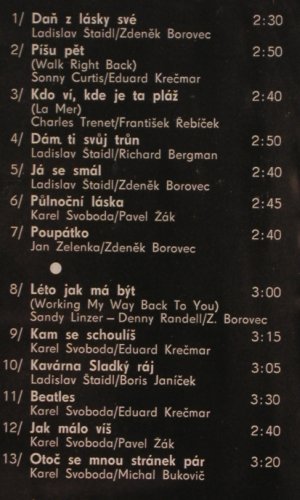 1/ Daň z lásky své 2:30
Ladislav Štaidl/Zdeněk Borovec
2/ Píšu pět 2:50
(Walk Right Back)
Sonny Curtis/Eduard Krečmar
3/ Kdo ví, kde je ta pláž 2:40
(La Mer)
Charles Trenet/František Řebíček
4/ Dám ti svůj trůn 2:50
Ladislav Štaidl/Richard Bergman
5/ Já se smál 2:40
Ladislav Štaidl/Zdeněk Borovec
6/ Půlnoční láska 2:45
Karel Svoboda/Pavel Žák
7/ Poupátko 2:40
Jan Zelenka/Zdeněk Borovec
8/ Léto jak má být 3:00
(Working My Way Back To You)
Sandy Linzer – Denny Randell/Z. Borovec
9/ Kam se schoulíš 3:15
Karel Svoboda/Eduard Krečmar
10/ Kavárna Sladký ráj 3:05
Ladislav Štaidl/Boris Janíček
11/ Beatles 3:30
Karel Svoboda/Eduard Krečmar
12/ Jak málo víš 2:40
Karel Svoboda/Pavel Žák
13/ Otoč se mnou stránek pár 3:20
Karel Svoboda/Michal Bukovič